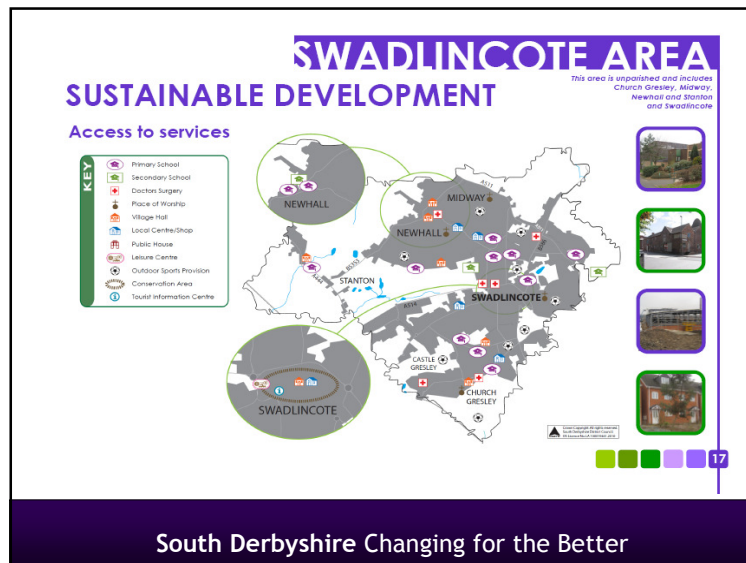 SWADLINCOTE AREA
This area is unparished and includes
Church Gresley, Midway,
Newhall and Stanton
and Swadlincote
SUSTAINABLE DEVELOPMENT
Access to services
KEY
Primary School
Secondary School
Doctors Surgery
Place of Worship
Village Hall
Local Centre/Shop
Public House
Leisure Centre
Outdoor Sports Provision
Conservation Area
Tourist Information Centre
NEWHALL
MIDWAY
A511
NEWHALL
STANTON
A444
SWADLINCOTE
A514
CASTLE
GRESLEY
CHURCH
GRESLEY
SWADLINCOTE
17
South Derbyshire Changing for the Better